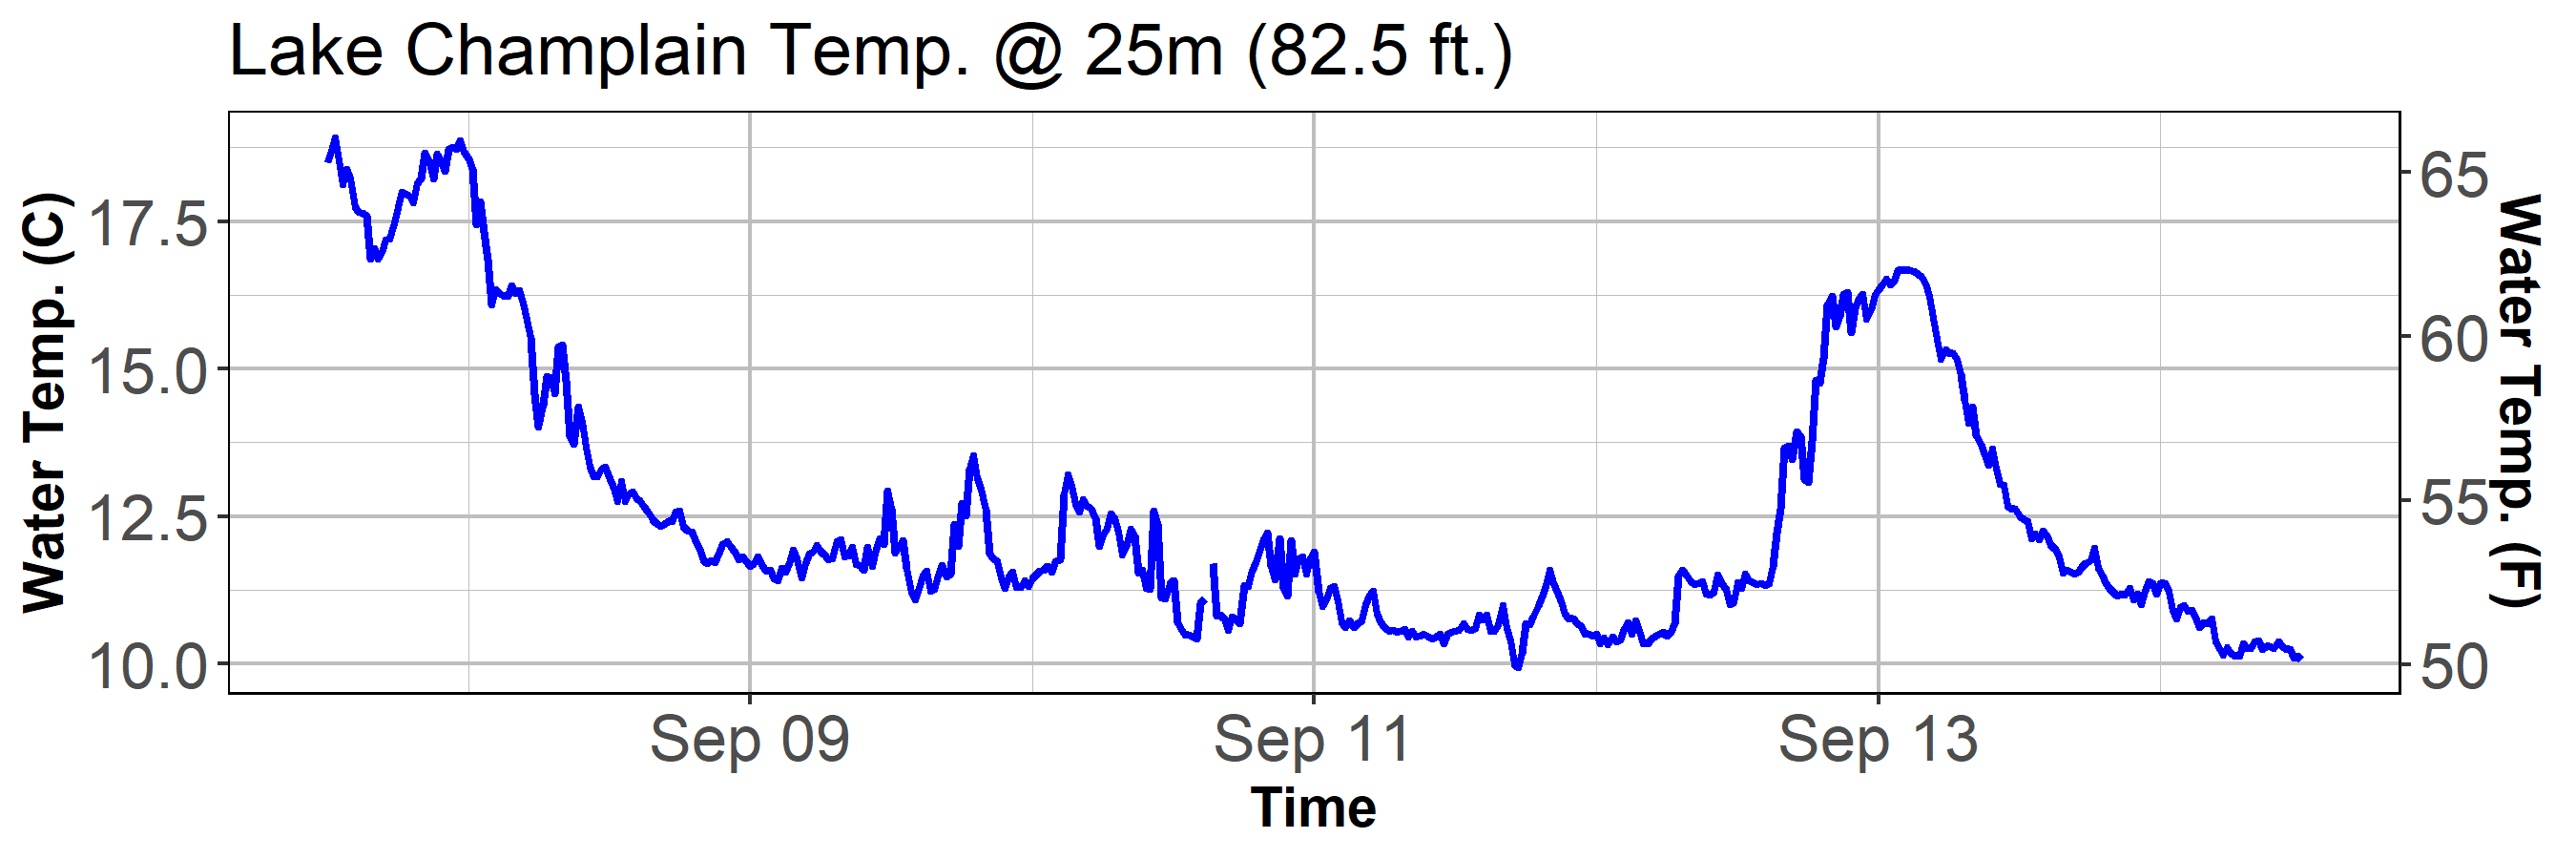 Lake Champlain Temp. @ 25m (82.5 ft.)
Water Temp. (C)
17.5
15.0
12.5
10.0
65
60
55
50
Water Temp. (F)
Sep 09 Sep 11 Sep 13
Time